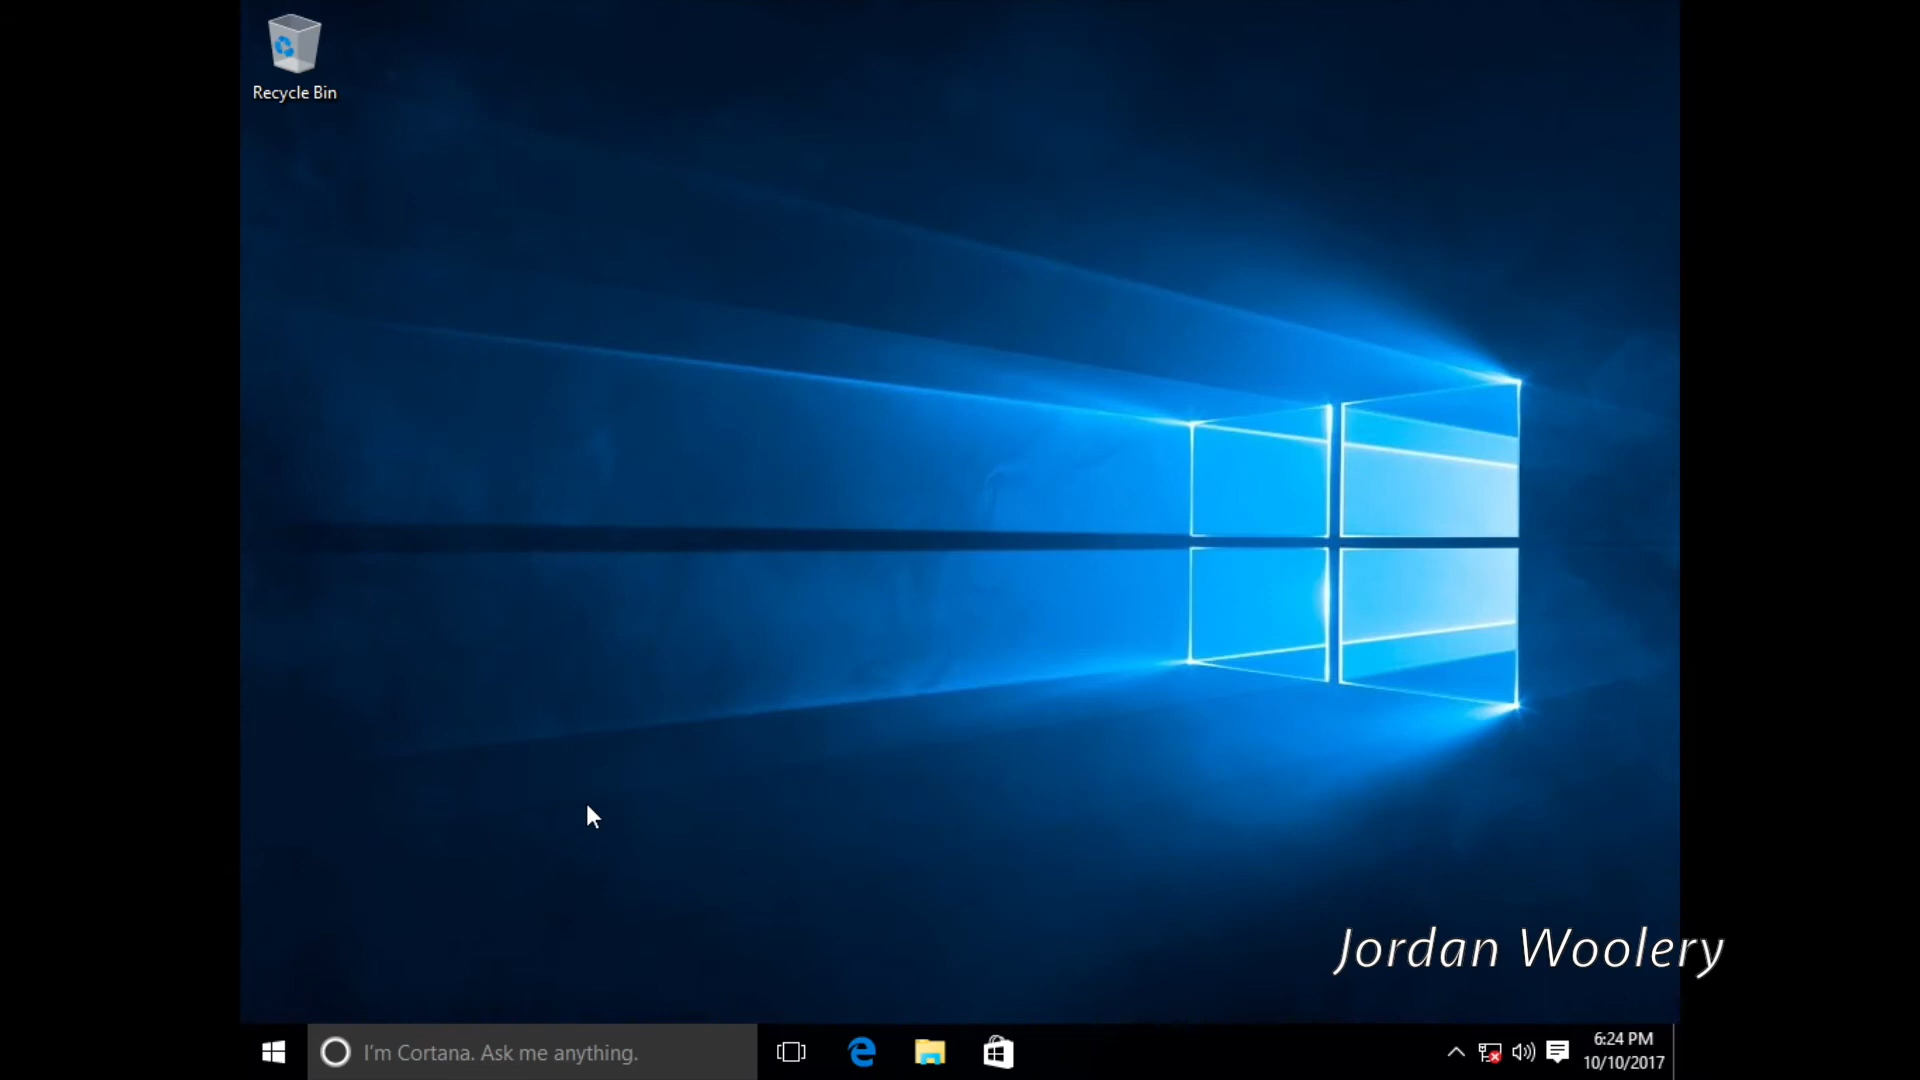 Recycle Bin
Jordan Woolery
I'm Cortana. Ask me anything.
6:24 PM
10/10/2017